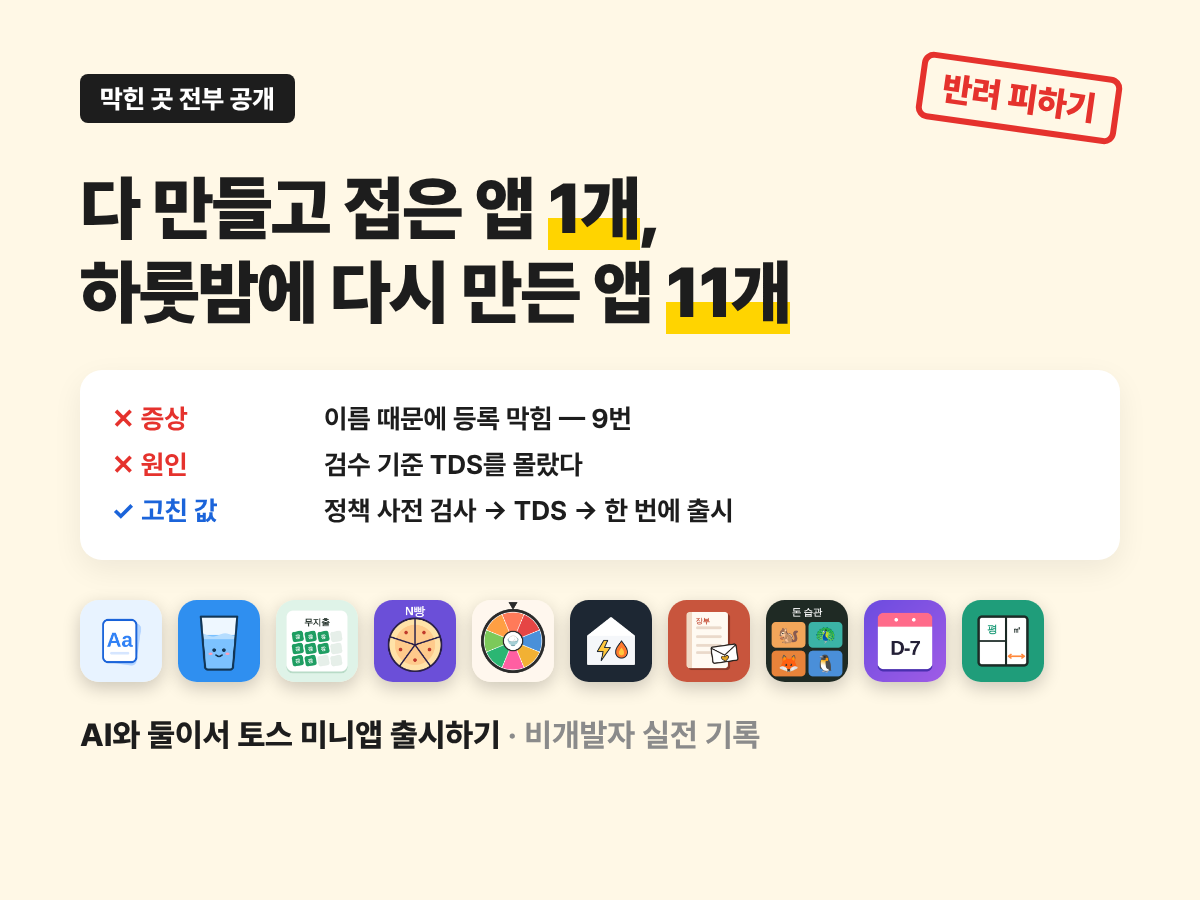 막힌 곳 전부 공개
반려 피하기
다 만들고 접은 앱 1개,
하룻밤에 다시 만든 앱 11개
✕ 증상 이름 때문에 등록 막힘 — 9번
✕ 원인 검수 기준 TDS를 몰랐다
✓ 고친 값 정책 사전 검사 → TDS → 한 번에 출시
Aa
무지출
N빵
장부
돈 습관
D-7
평 ㎡
AI와 둘이서 토스 미니앱 출시하기 · 비개발자 실전 기록